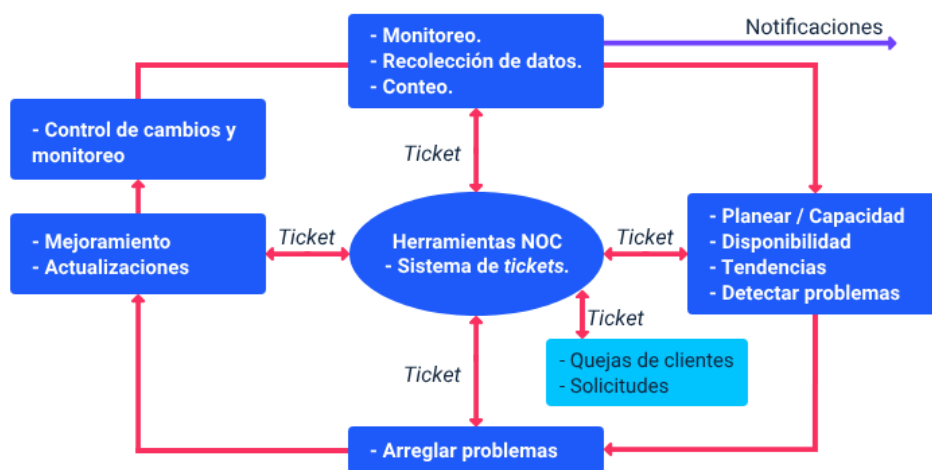 Notificaciones
- Monitoreo.
- Recolección de datos.
- Conteo.
- Control de cambios y
monitoreo
Ticket
- Planear / Capacidad
- Disponibilidad
- Tendencias
- Detectar problemas
- Mejoramiento
- Actualizaciones
Ticket
Herramientas NOC
- Sistema de tickets.
Ticket
Ticket
- Quejas de clientes
- Solicitudes
Ticket
- Arreglar problemas